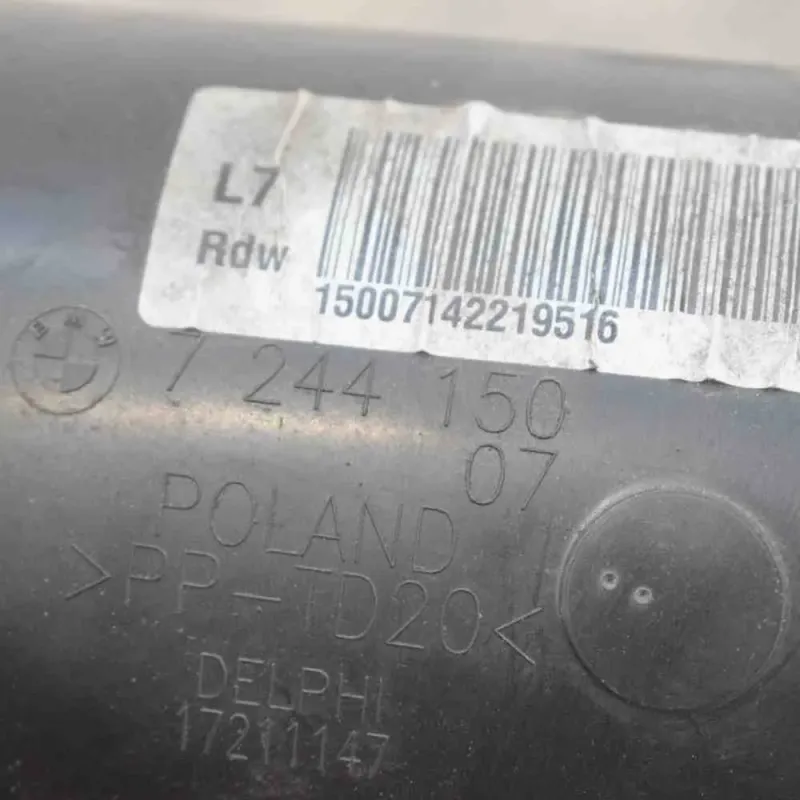 L7
Rdw
15007142219516
BMW
7 244 150
07
POLAND
>PP-TD20<
DELPHI
17211147